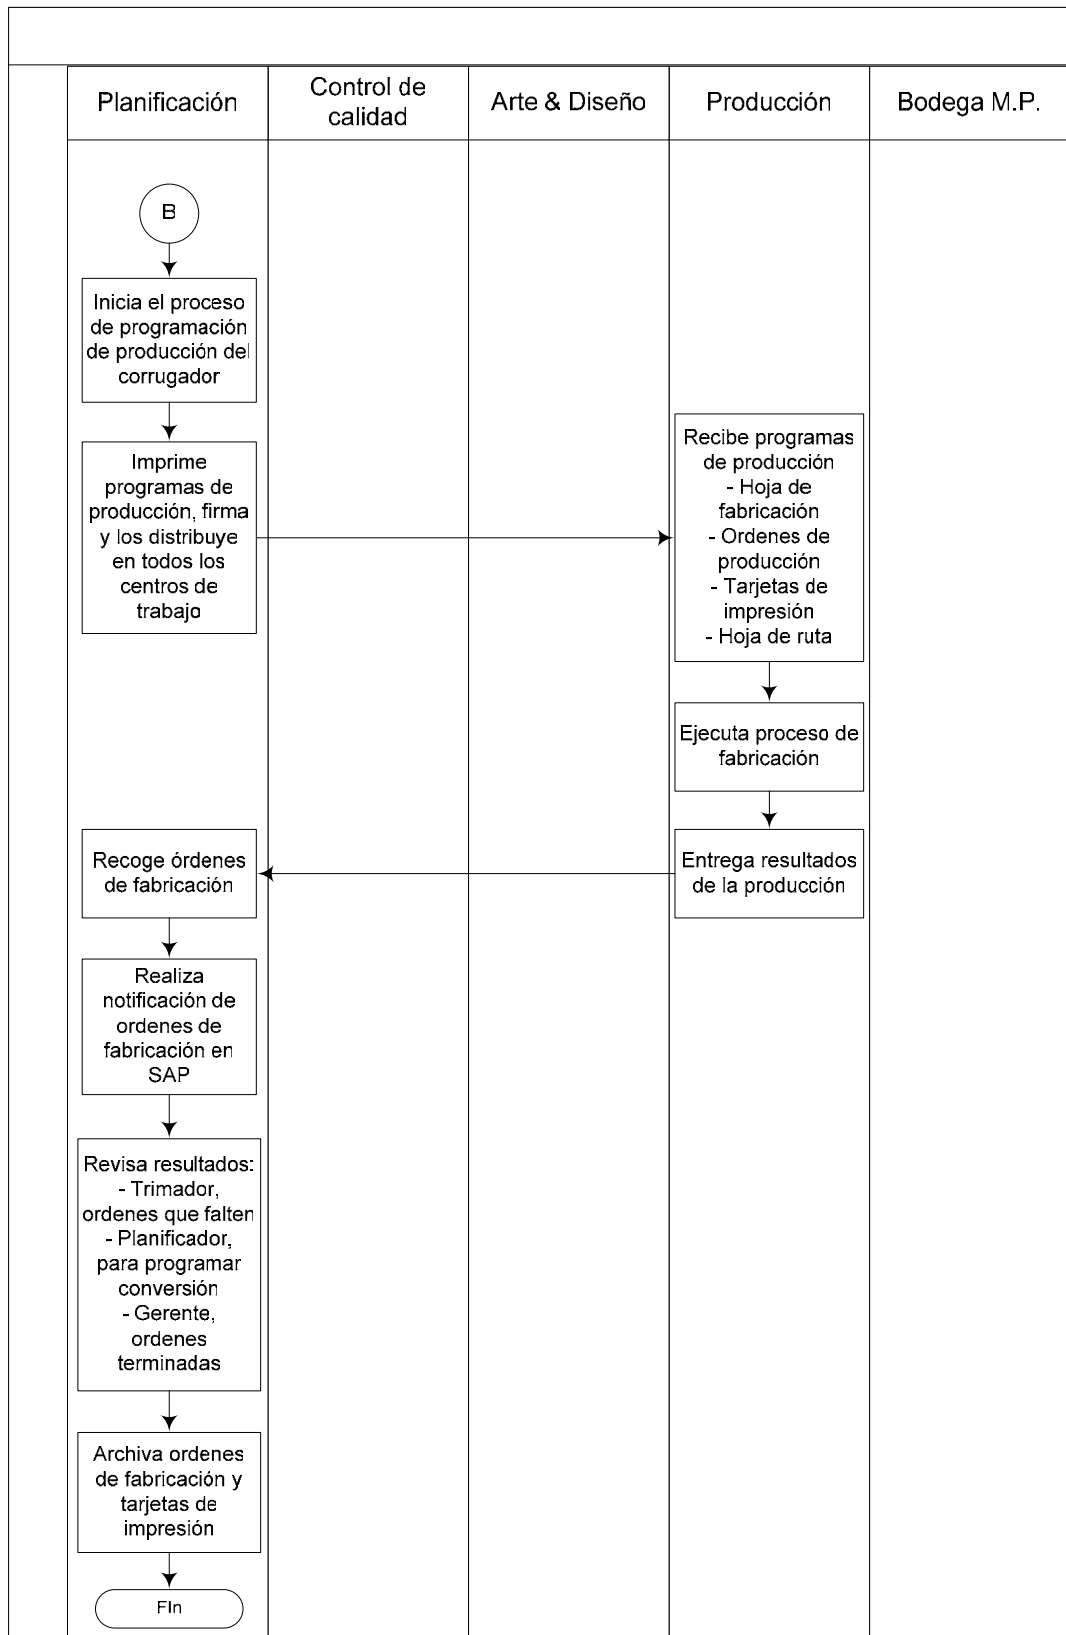 Planificación
Control de
calidad
Arte & Diseño
Producción
Bodega M.P.
B
Inicia el proceso
de programación
de producción del
corrugador
Imprime
programas de
producción, firma
y los distribuye
en todos los
centros de
trabajo
Recibe programas
de producción
- Hoja de
fabricación
- Ordenes de
producción
- Tarjetas de
impresión
- Hoja de ruta
Ejecuta proceso de
fabricación
Entrega resultados
de la producción
Recoge órdenes
de fabricación
Realiza
notificación de
ordenes de
fabricación en
SAP
Revisa resultados:
- Trimador,
ordenes que falten
- Planificador,
para programar
conversión
- Gerente,
ordenes
terminadas
Archiva ordenes
de fabricación y
tarjetas de
impresión
FIn